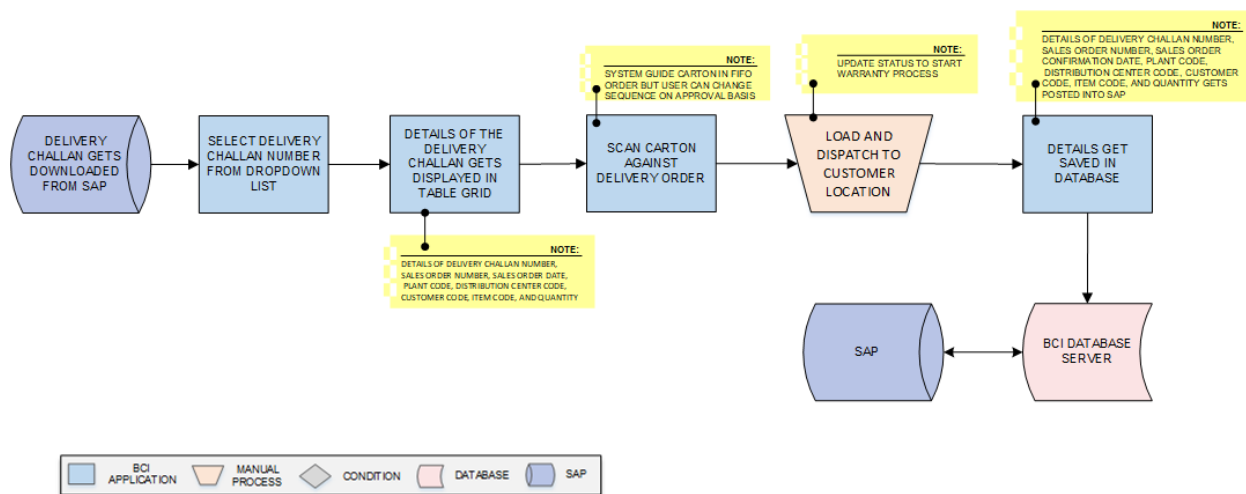 NOTE:
SYSTEM GUIDE CARTON IN FIFO
ORDER BUT USER CAN CHANGE
SEQUENCE ON APPROVAL BASIS
NOTE:
UPDATE STATUS TO START
WARRANTY PROCESS
NOTE:
DETAILS OF DELIVERY CHALLAN NUMBER,
SALES ORDER NUMBER, SALES ORDER
CONFIRMATION DATE, PLANT CODE,
DISTRIBUTION CENTER CODE, CUSTOMER
CODE, ITEM CODE, AND QUANTITY GETS
POSTED INTO SAP
DELIVERY
CHALLAN GETS
DOWNLOADED
FROM SAP
SELECT DELIVERY
CHALLAN NUMBER
FROM DROPDOWN
LIST
DETAILS OF THE
DELIVERY
CHALLAN GETS
DISPLAYED IN
TABLE GRID
SCAN CARTON
AGAINST
DELIVERY ORDER
LOAD AND
DISPATCH TO
CUSTOMER
LOCATION
DETAILS GET
SAVED IN
DATABASE
NOTE:
DETAILS OF DELIVERY CHALLAN NUMBER,
SALES ORDER NUMBER, SALES ORDER DATE,
PLANT CODE, DISTRIBUTION CENTER CODE,
CUSTOMER CODE, ITEM CODE, AND QUANTITY
SAP
BCI DATABASE
SERVER
BCI
APPLICATION
MANUAL
PROCESS
CONDITION
DATABASE
SAP